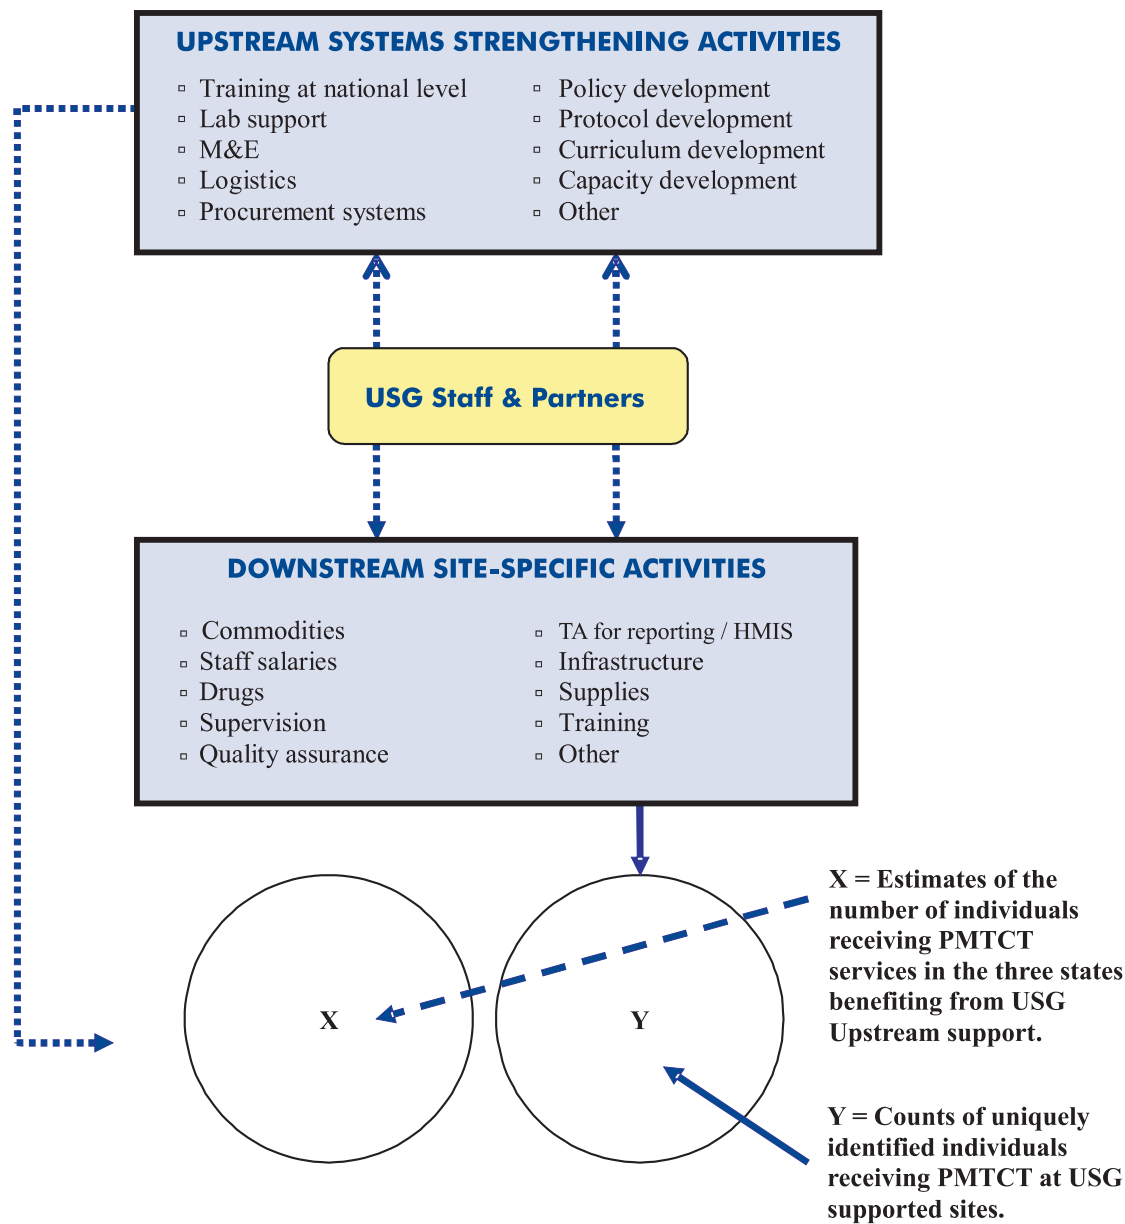 UPSTREAM SYSTEMS STRENGTHENING ACTIVITIES
Training at national level
Lab support
M&E
Logistics
Procurement systems
Policy development
Protocol development
Curriculum development
Capacity development
Other
USG Staff & Partners
DOWNSTREAM SITE-SPECIFIC ACTIVITIES
Commodities
Staff salaries
Drugs
Supervision
Quality assurance
TA for reporting / HMIS
Infrastructure
Supplies
Training
Other
X
Y
X = Estimates of the
number of individuals
receiving PMTCT
services in the three states
benefiting from USG
Upstream support.
Y = Counts of uniquely
identified individuals
receiving PMTCT at USG
supported sites.